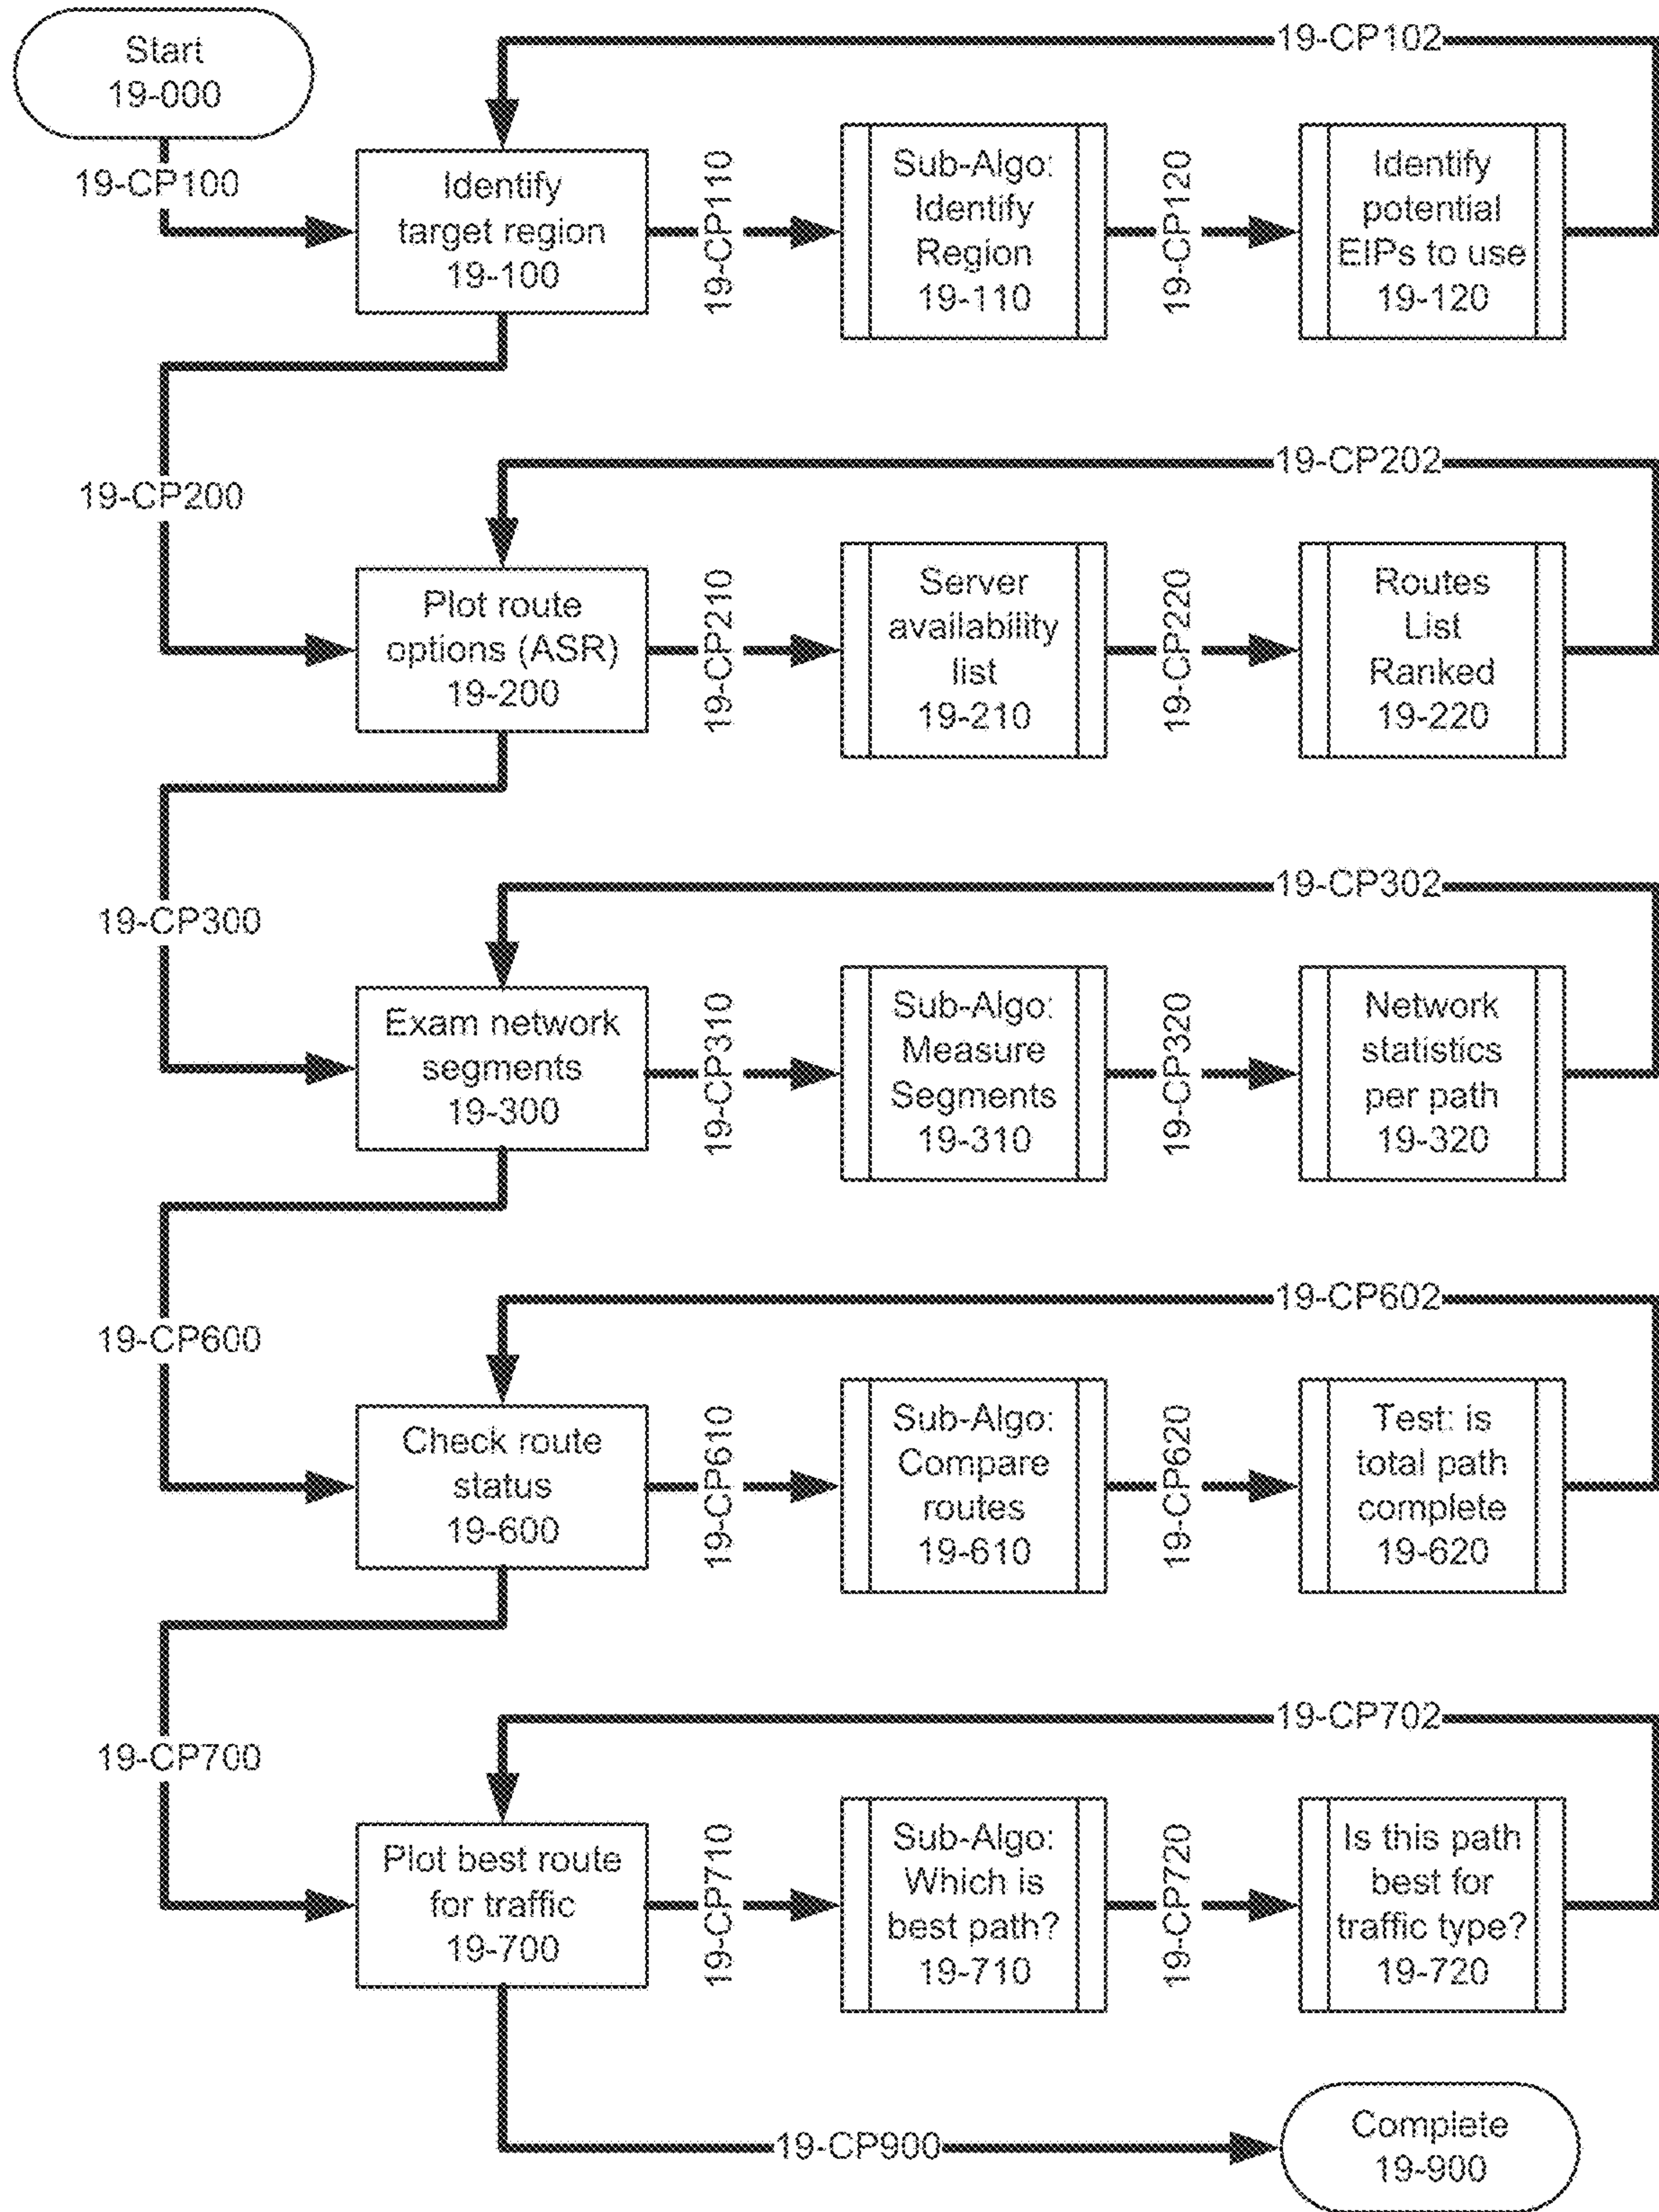 Start
19-000
19-CP102
19-CP100
Identify
target region
19-100
19-CP110
Sub-Algo:
Identify
Region
19-110
19-CP120
Identify
potential
EIPs to use
19-120
19-CP200
19-CP202
Plot route
options (ASR)
19-200
19-CP210
Server
availability
list
19-210
19-CP220
Routes
List
Ranked
19-220
19-CP300
19-CP302
Exam network
segments
19-300
19-CP310
Sub-Algo:
Measure
Segments
19-310
19-CP320
Network
statistics
per path
19-320
19-CP600
19-CP602
Check route
status
19-600
19-CP610
Sub-Algo:
Compare
routes
19-610
19-CP620
Test: is
total path
complete
19-620
19-CP700
19-CP702
Plot best route
for traffic
19-700
19-CP710
Sub-Algo:
Which is
best path?
19-710
19-CP720
Is this path
best for
traffic type?
19-720
19-CP900
Complete
19-900